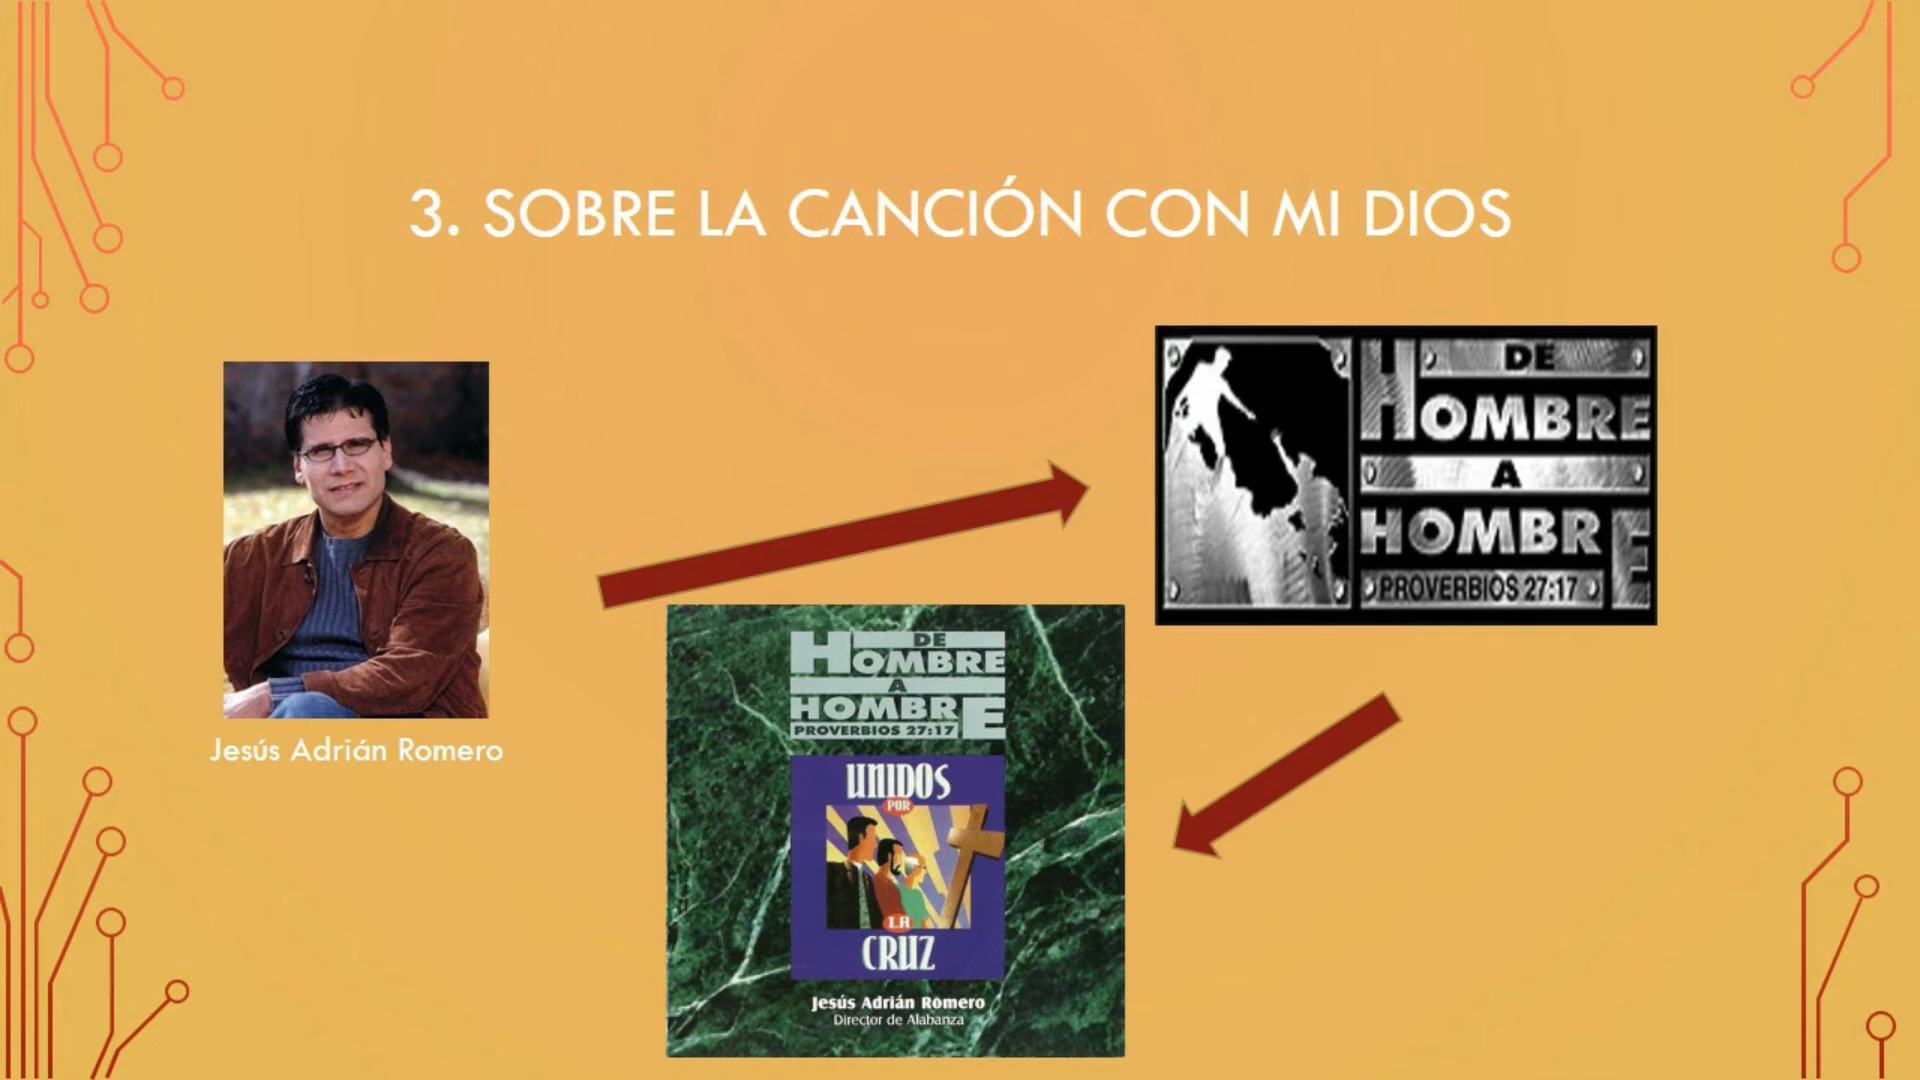 3. SOBRE LA CANCIÓN CON MI DIOS
Jesús Adrián Romero
DE
HOMBRE
A
HOMBRE
PROVERBIOS 27:17
DE
HOMBRE
A
HOMBRE
PROVERBIOS 27:17
UNIDOS
POR
LA
CRUZ
Jesús Adrián Romero
Director de Alabanza